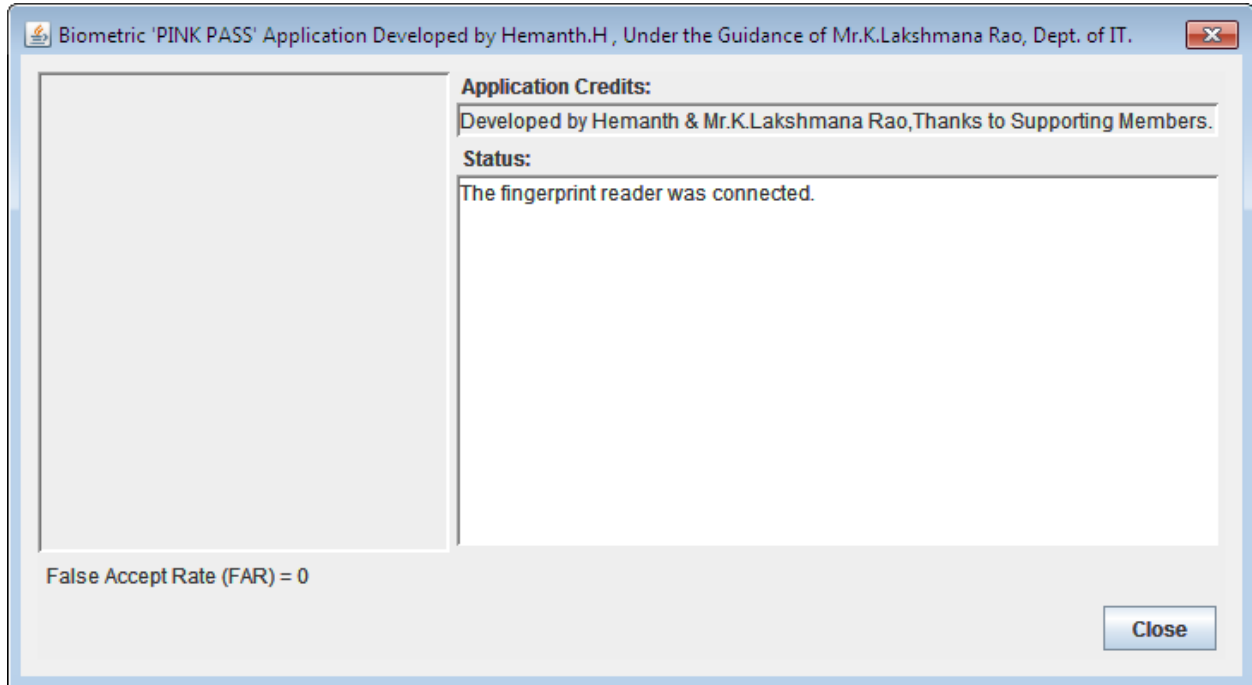 Biometric 'PINK PASS' Application Developed by Hemanth.H , Under the Guidance of Mr.K.Lakshmana Rao, Dept. of IT.
Application Credits:
Developed by Hemanth & Mr.K.Lakshmana Rao,Thanks to Supporting Members.
Status:
The fingerprint reader was connected.
False Accept Rate (FAR) = 0
Close